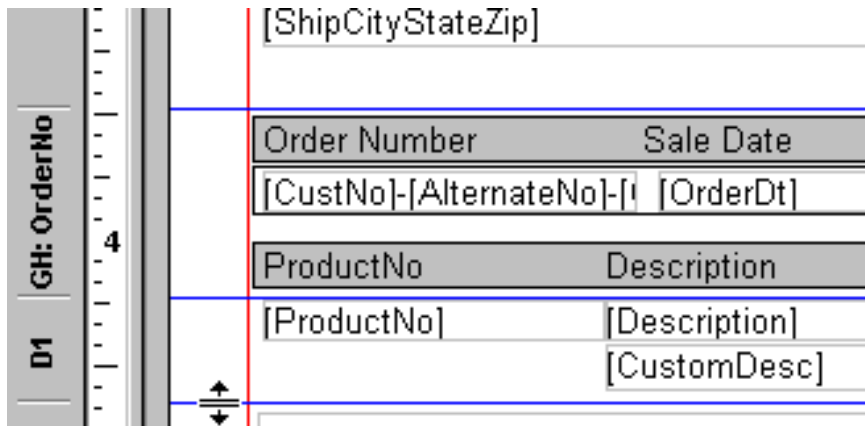 [ShipCityStateZip]
GH: OrderNo
Order Number Sale Date
[CustNo]-[AlternateNo]-[ [OrderDt]
4
ProductNo Description
D1
[ProductNo] [Description]
[CustomDesc]